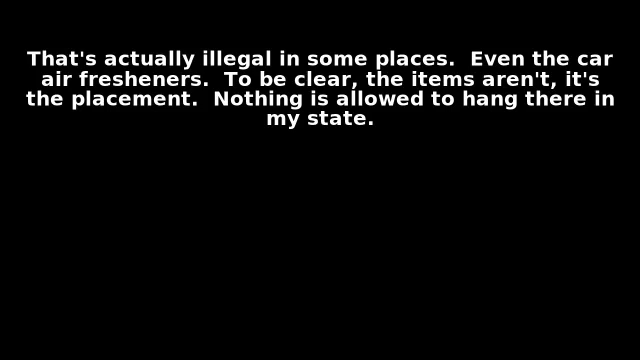 That's actually illegal in some places.  Even the car
air fresheners.  To be clear, the items aren't, it's
the placement.  Nothing is allowed to hang there in
my state.